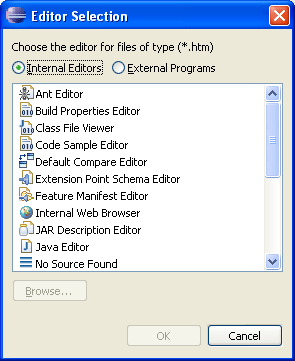 Editor Selection
Choose the editor for files of type (*.htm)
Internal Editors External Programs
Ant Editor
Build Properties Editor
Class File Viewer
Code Sample Editor
Default Compare Editor
Extension Point Schema Editor
Feature Manifest Editor
Internal Web Browser
JAR Description Editor
Java Editor
No Source Found
Browse...
OK Cancel